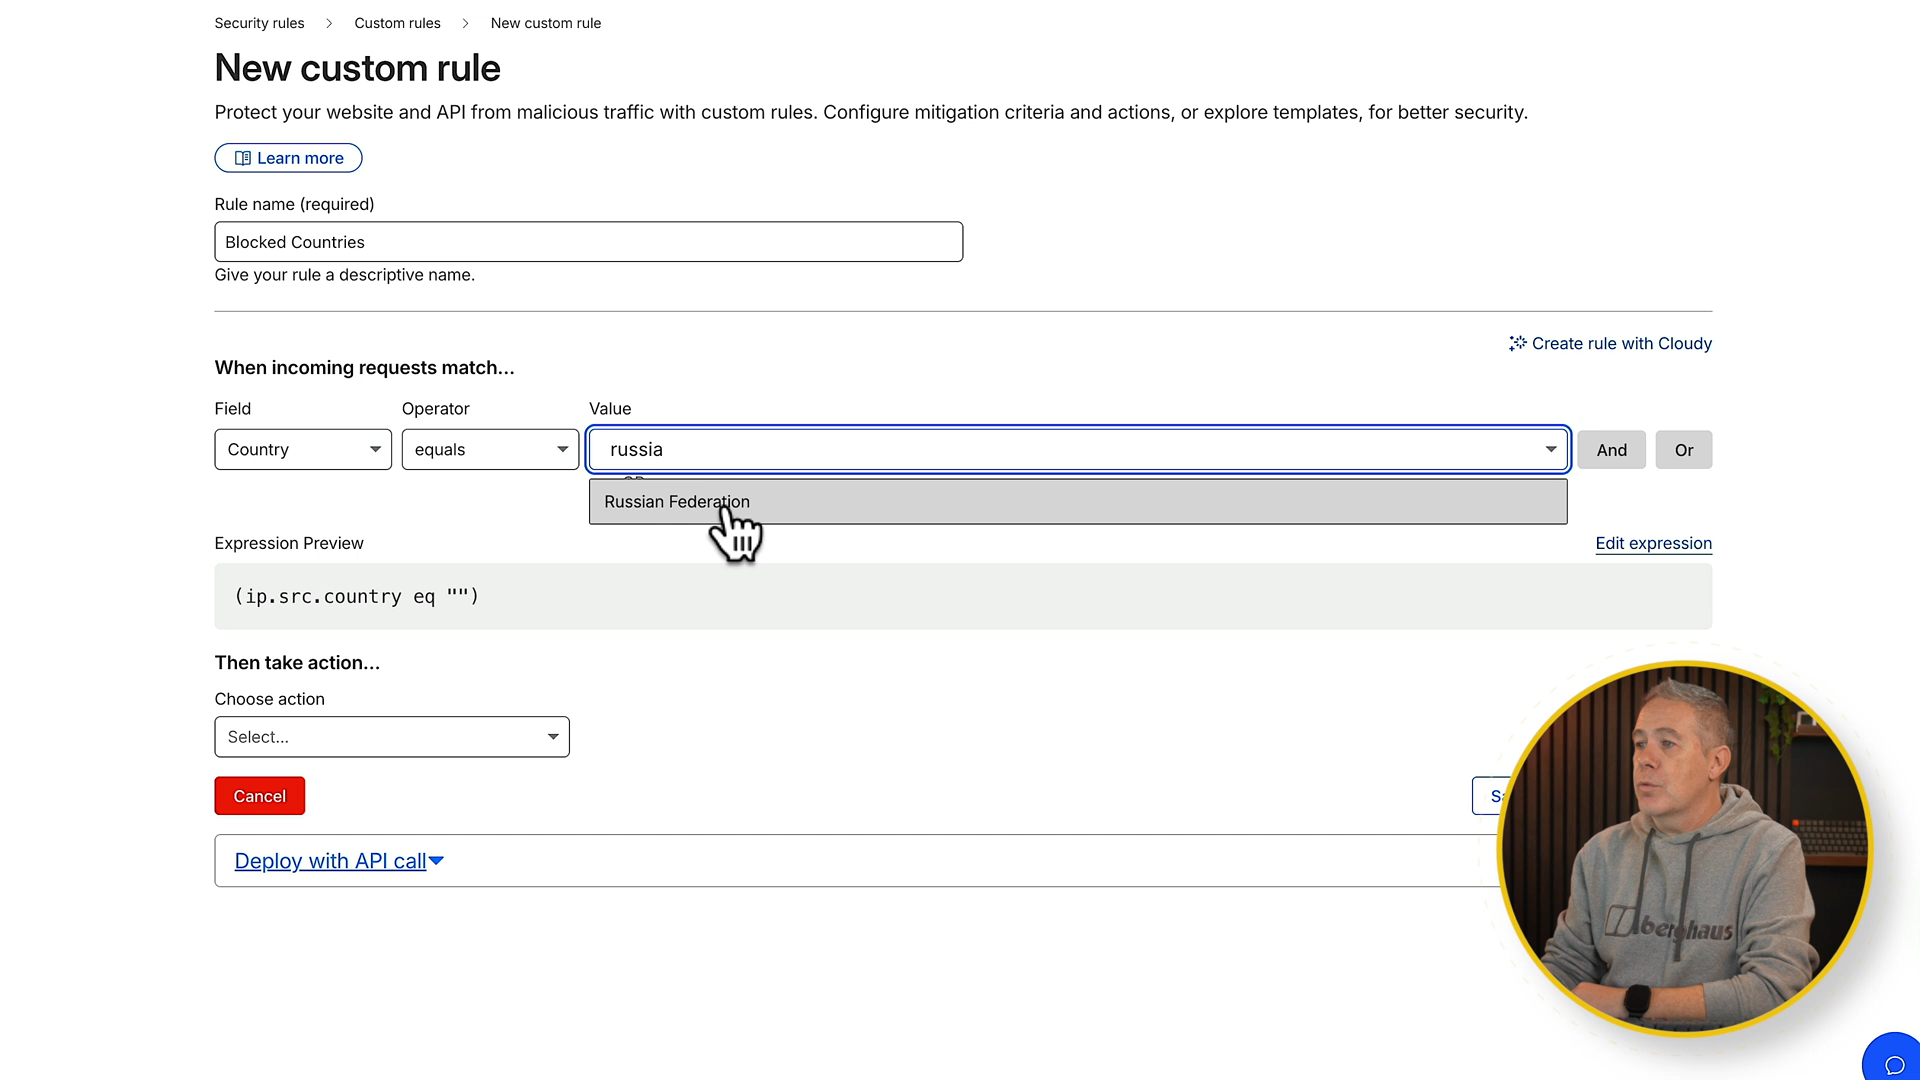 Security rules > Custom rules > New custom rule
New custom rule
Protect your website and API from malicious traffic with custom rules. Configure mitigation criteria and actions, or explore templates, for better security.
Learn more
Rule name (required)
Blocked Countries
Give your rule a descriptive name.
Create rule with Cloudy
When incoming requests match...
Field Operator Value
Country equals russia And Or
Russian Federation
Expression Preview Edit expression
(ip.src.country eq "")
Then take action...
Choose action
Select...
Cancel
Deploy with API call
berghaus